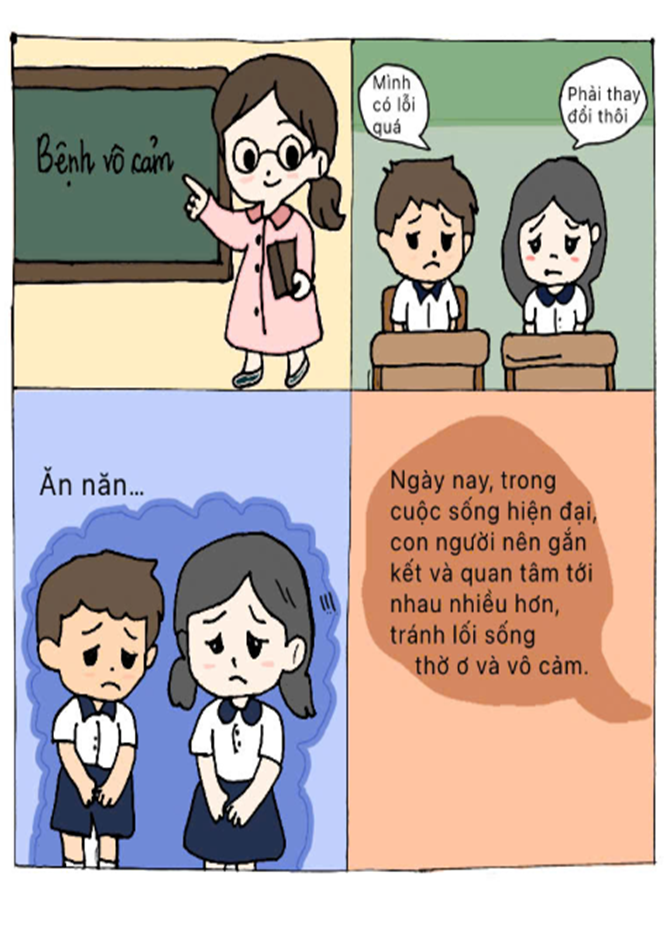 Bệnh vô cảm
Mình
có lỗi
quá
Phải thay
đổi thôi
Ăn năn...
!!!
Ngày nay, trong
cuộc sống hiện đại,
con người nên gắn
kết và quan tâm tới
nhau nhiều hơn,
tránh lối sống
thờ ơ và vô cảm.